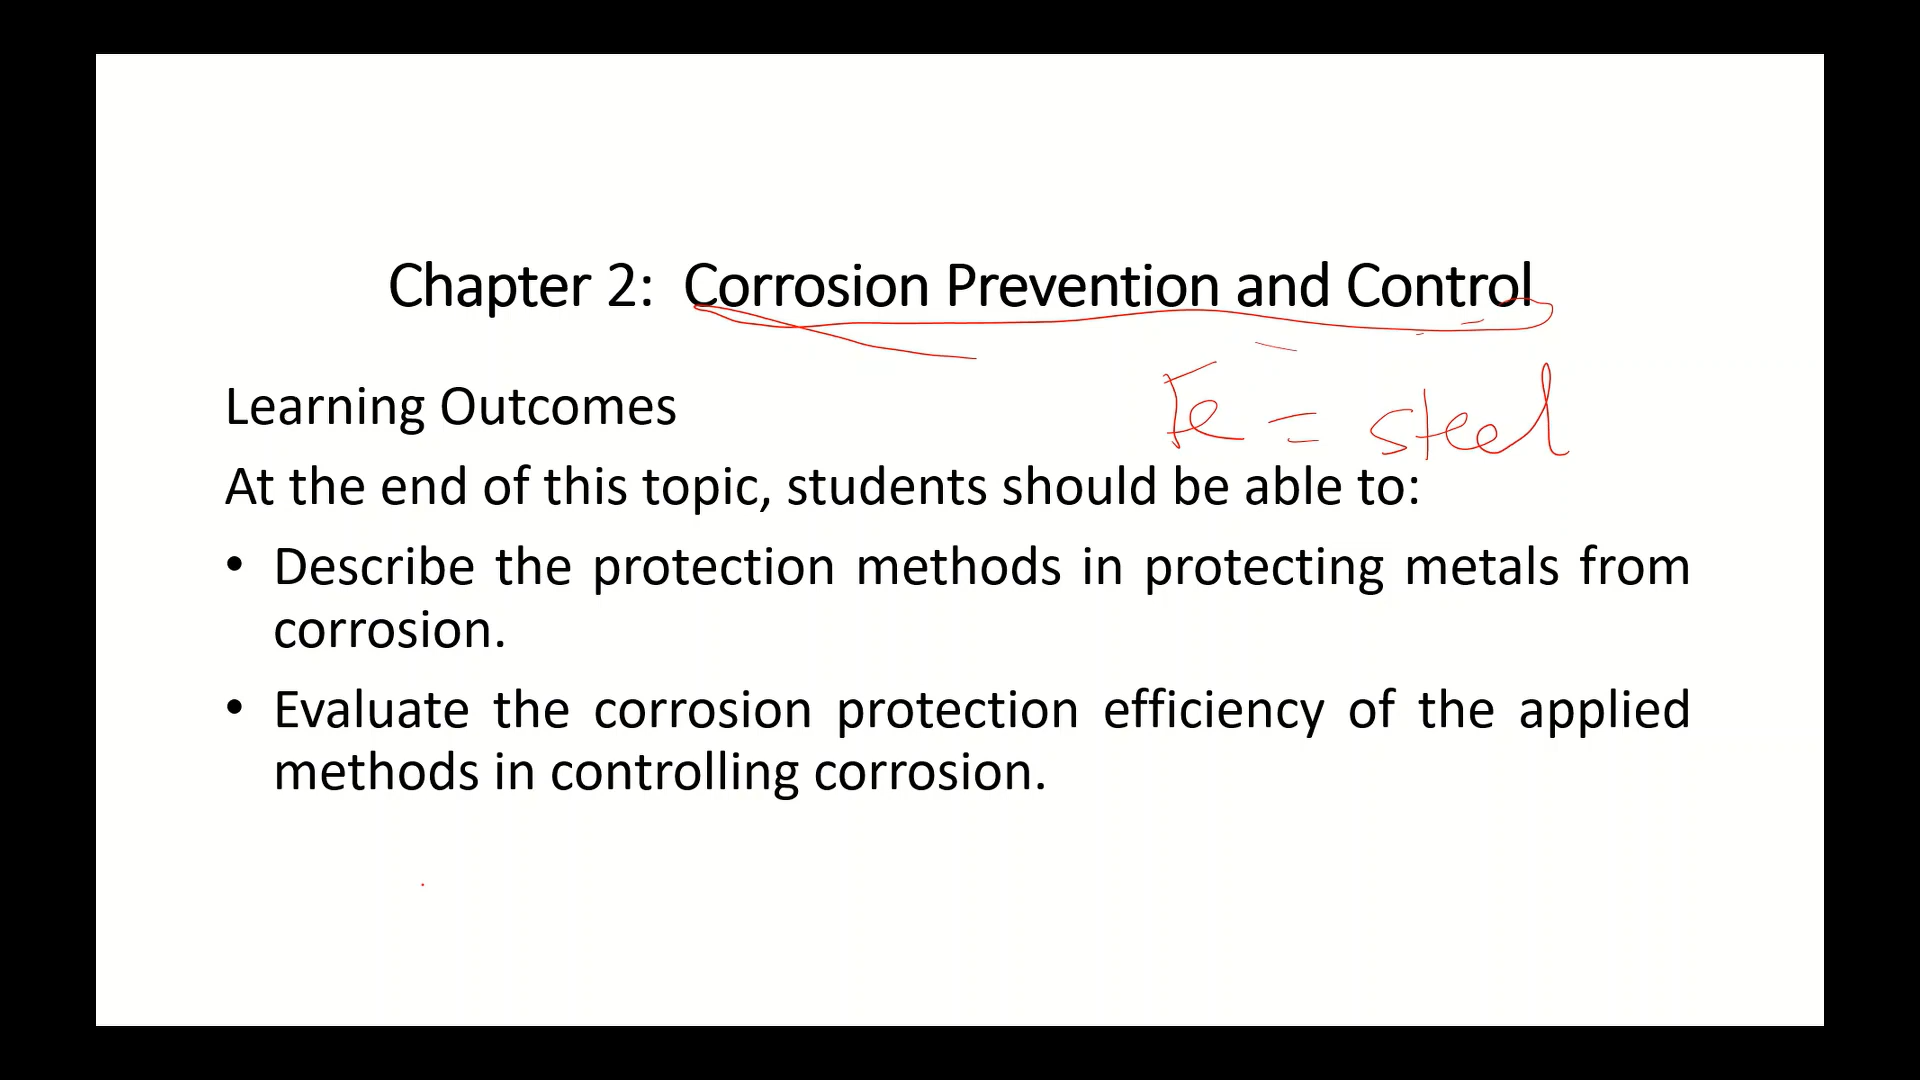 Chapter 2: Corrosion Prevention and Control
Fe = steel
Learning Outcomes
At the end of this topic, students should be able to:
• Describe the protection methods in protecting metals from
corrosion.
• Evaluate the corrosion protection efficiency of the applied
methods in controlling corrosion.